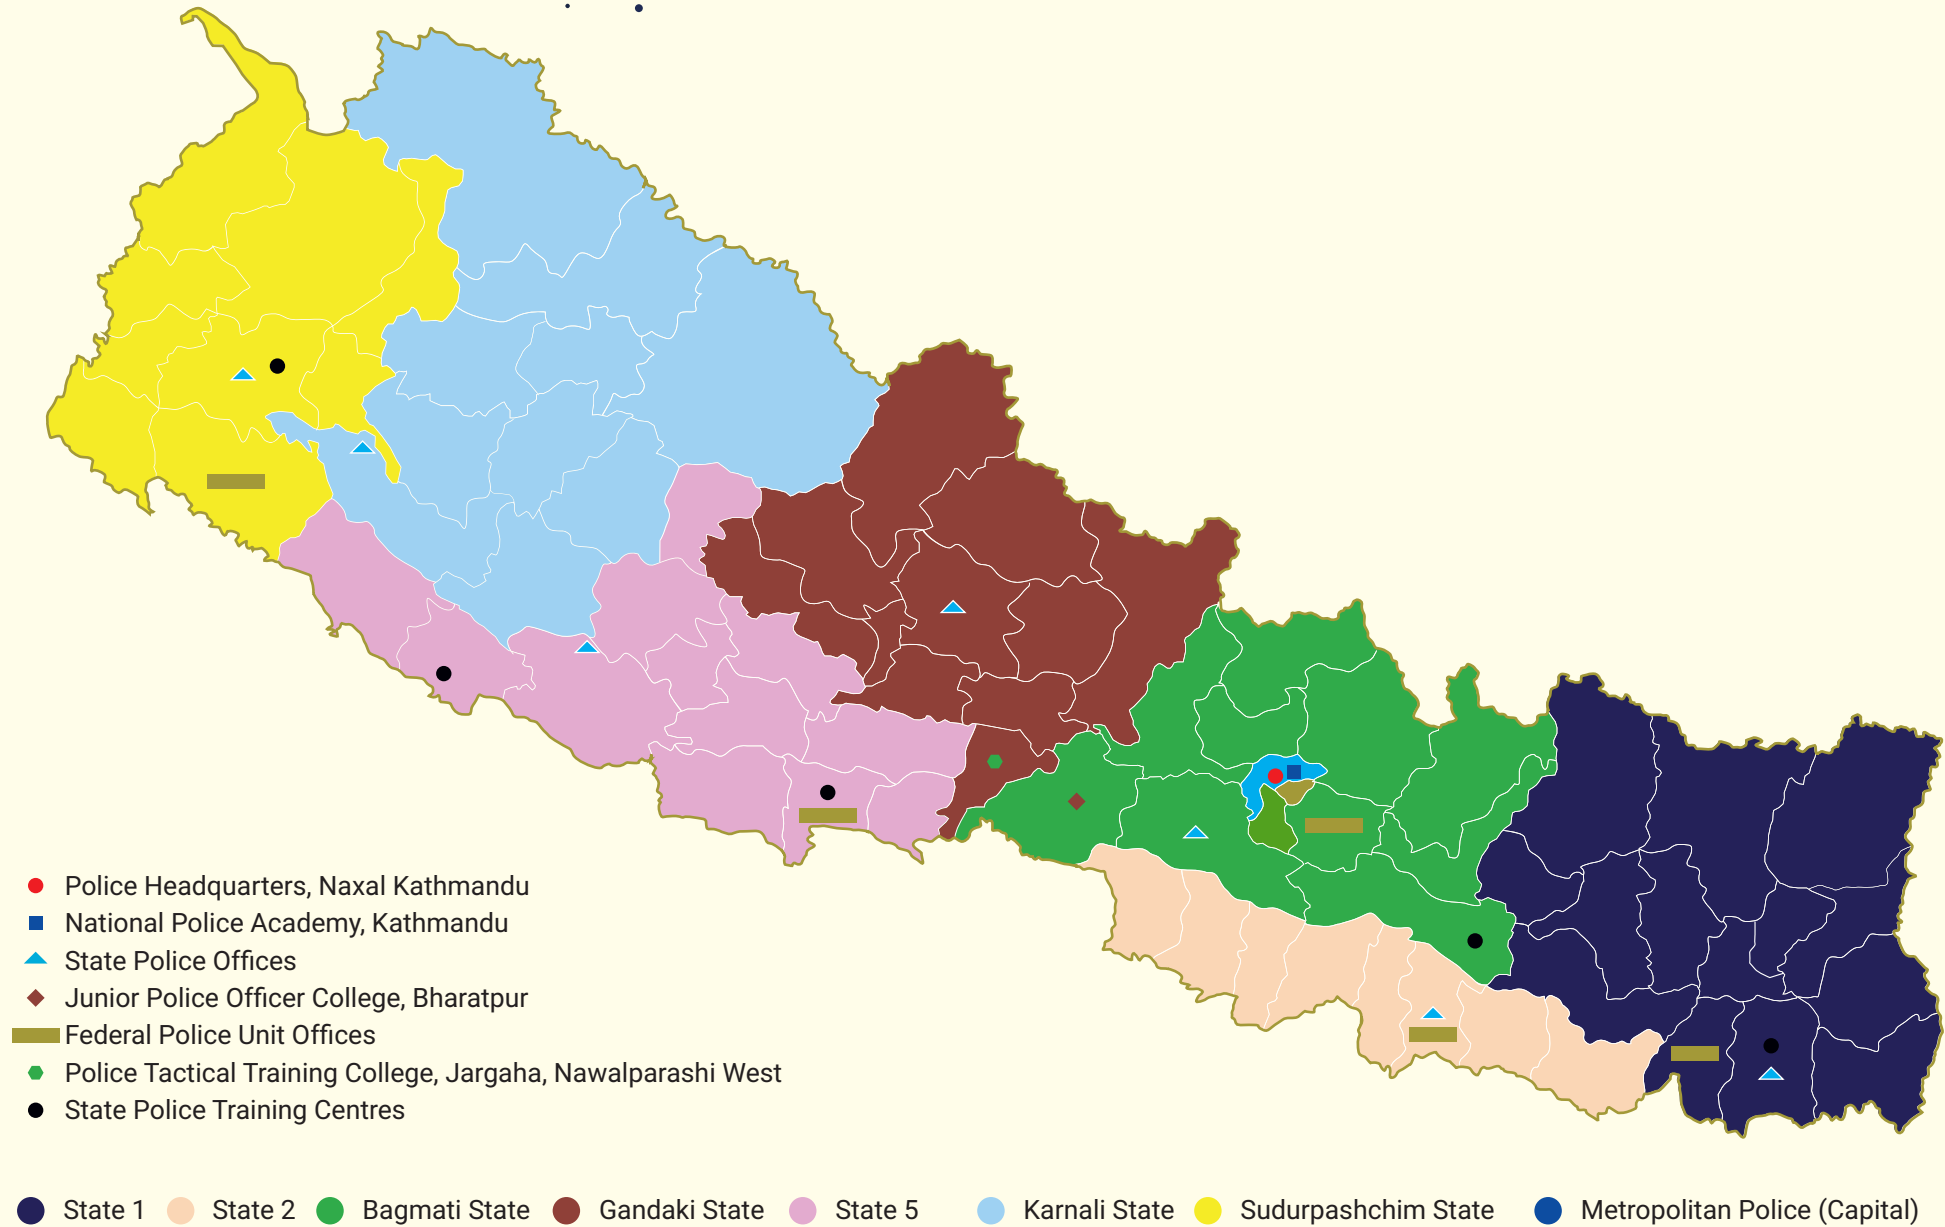 Police Headquarters, Naxal Kathmandu
National Police Academy, Kathmandu
State Police Offices
Junior Police Officer College, Bharatpur
Federal Police Unit Offices
Police Tactical Training College, Jargaha, Nawalparashi West
State Police Training Centres
State 1 State 2 Bagmati State Gandaki State State 5 Karnali State Sudurpashchim State Metropolitan Police (Capital)